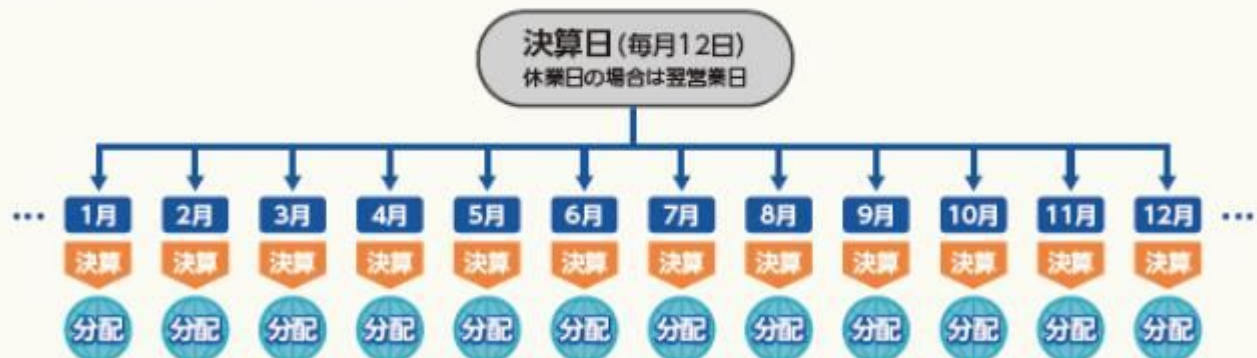 決算日(毎月12日)
休業日の場合は翌営業日
… 1月 2月 3月 4月 5月 6月 7月 8月 9月 10月 11月 12月 …
決算 決算 決算 決算 決算 決算 決算 決算 決算 決算 決算 決算
分配 分配 分配 分配 分配 分配 分配 分配 分配 分配 分配 分配